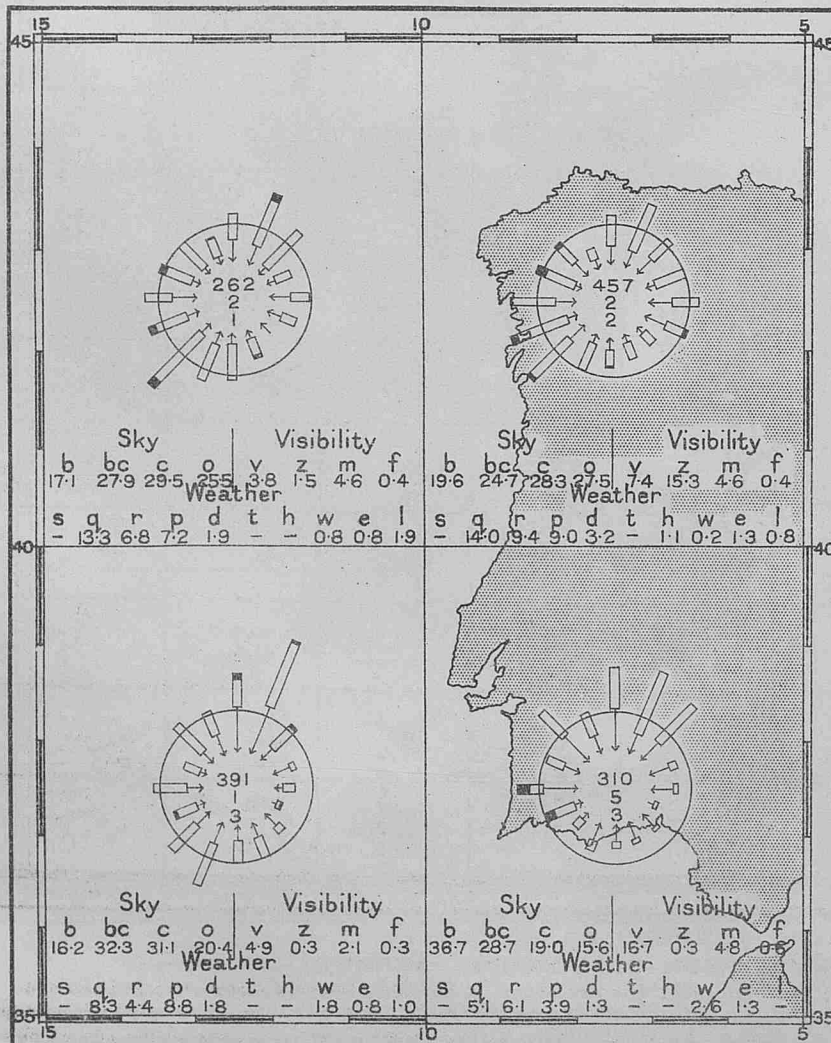 15 10 5
45 45
262
2
1
457
2
2
Sky Visibility
b bc c o v z m f
17·1 27·9 29·5 25·5 3·8 1·5 4·6 0·4
Weather
s q r p d t h w e l
– 13·3 6·8 7·2 1·9 – – 0·8 0·8 1·9
Sky Visibility
b bc c o v z m f
19·6 24·7 28·3 27·5 7·4 15·3 4·6 0·4
Weather
s q r p d t h w e l
– 14·0 9·4 9·0 3·2 – 1·1 0·2 1·3 0·8
40 40
391
1
3
310
5
3
Sky Visibility
b bc c o v z m f
16·2 32·3 31·1 20·4 4·9 0·3 2·1 0·3
Weather
s q r p d t h w e l
– 8·3 4·4 8·8 1·8 – – 1·8 0·8 1·0
Sky Visibility
b bc c o v z m f
36·7 28·7 19·0 15·6 16·7 0·3 4·8
Weather
s q r p d t h w e l
– 5·1 6·1 3·9 1·3 – – 2·6 1·3 –
35 35
15 10 5